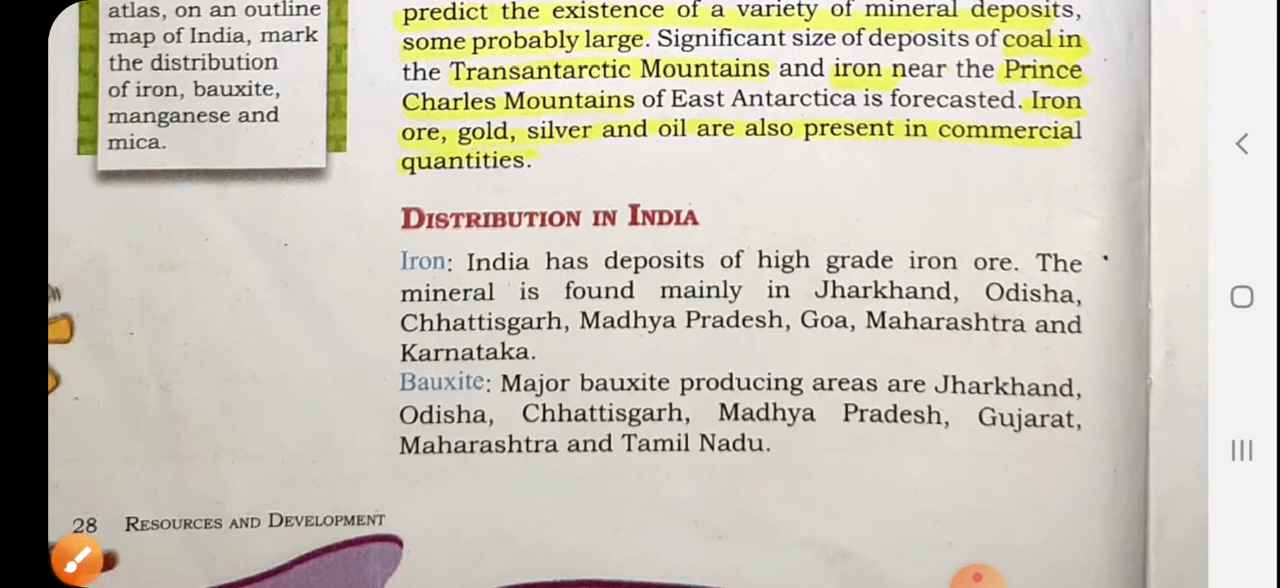 atlas, on an outline
map of India, mark
the distribution
of iron, bauxite,
manganese and
mica.
predict the existence of a variety of mineral deposits,
some probably large. Significant size of deposits of coal in
the Transantarctic Mountains and iron near the Prince
Charles Mountains of East Antarctica is forecasted. Iron
ore, gold, silver and oil are also present in commercial
quantities.
DISTRIBUTION IN INDIA
Iron: India has deposits of high grade iron ore. The
mineral is found mainly in Jharkhand, Odisha,
Chhattisgarh, Madhya Pradesh, Goa, Maharashtra and
Karnataka.
Bauxite: Major bauxite producing areas are Jharkhand,
Odisha, Chhattisgarh, Madhya Pradesh, Gujarat,
Maharashtra and Tamil Nadu.
28 RESOURCES AND DEVELOPMENT